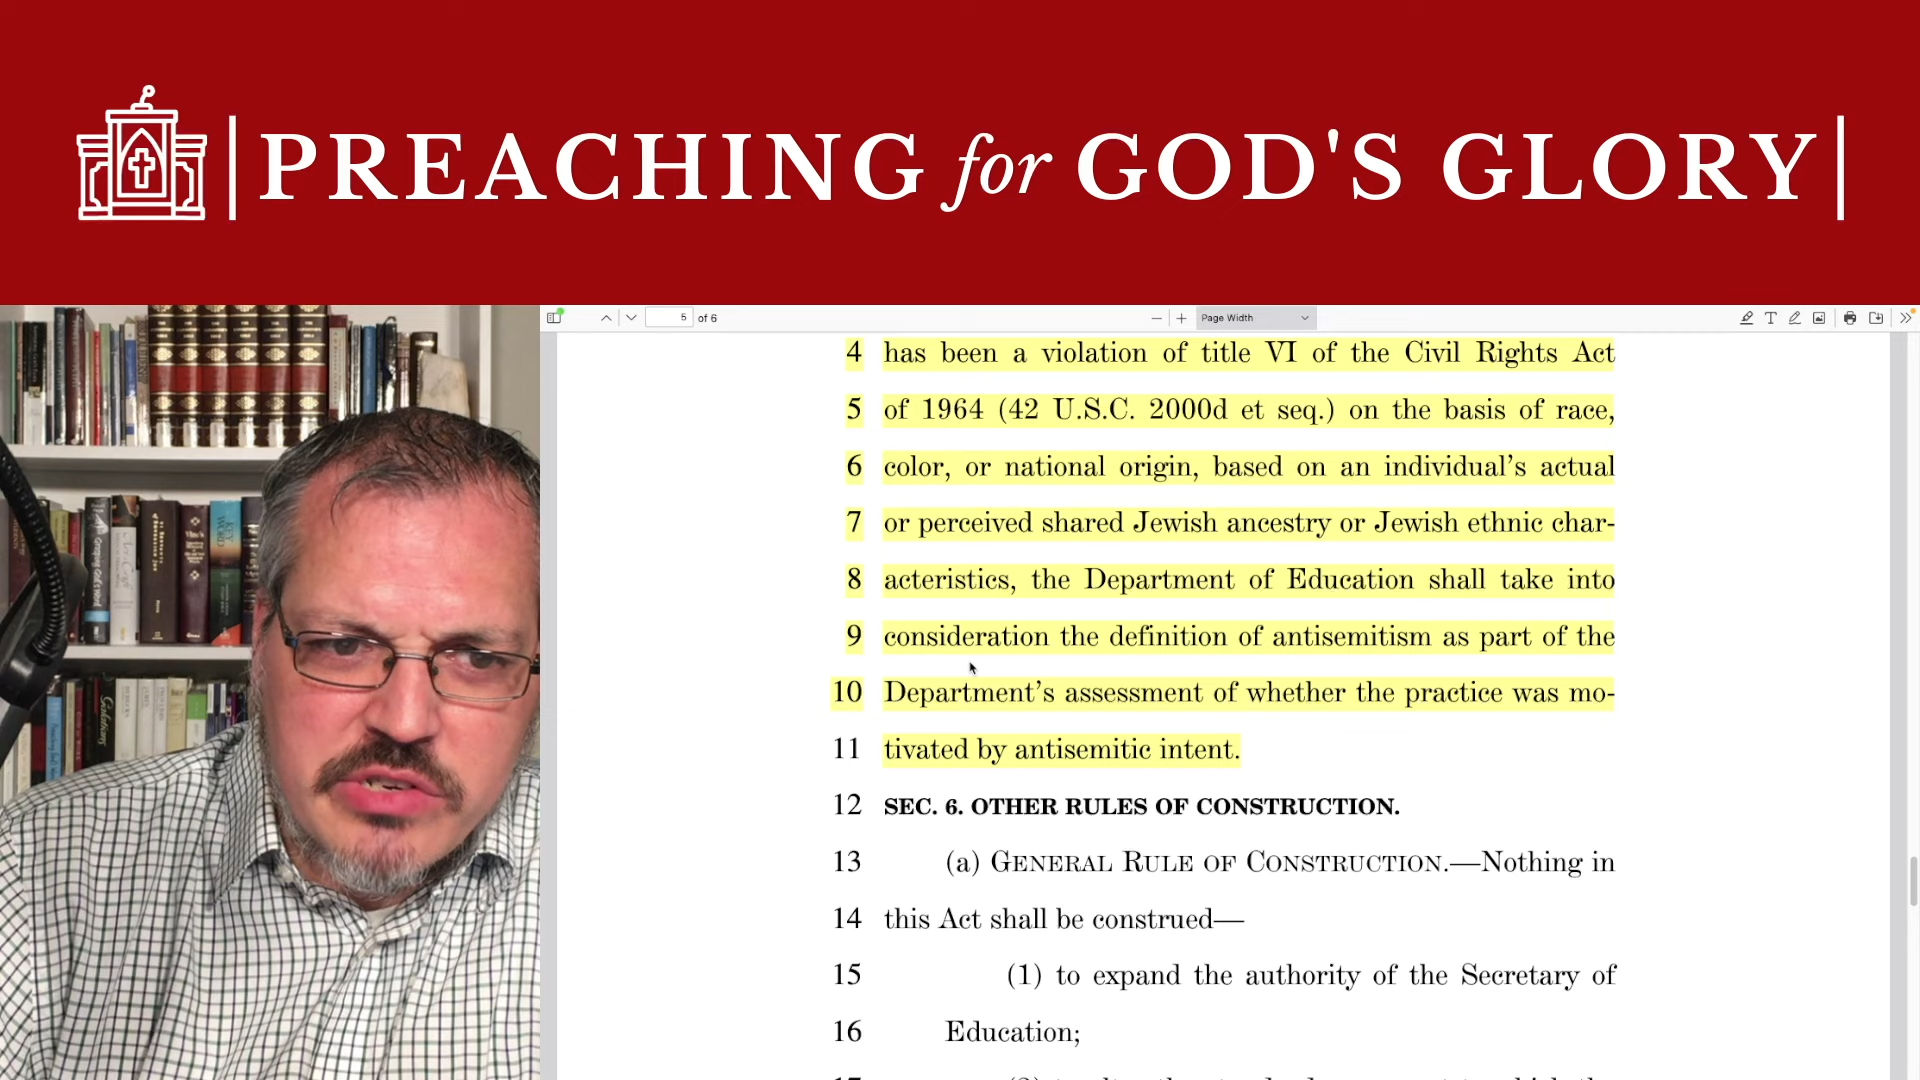 PREACHING for GOD'S GLORY
5 of 6
Page Width
4 has been a violation of title VI of the Civil Rights Act
5 of 1964 (42 U.S.C. 2000d et seq.) on the basis of race,
6 color, or national origin, based on an individual's actual
7 or perceived shared Jewish ancestry or Jewish ethnic char-
8 acteristics, the Department of Education shall take into
9 consideration the definition of antisemitism as part of the
10 Department's assessment of whether the practice was mo-
11 tivated by antisemitic intent.
12 SEC. 6. OTHER RULES OF CONSTRUCTION.
13 (a) GENERAL RULE OF CONSTRUCTION.—Nothing in
14 this Act shall be construed—
15 (1) to expand the authority of the Secretary of
16 Education;